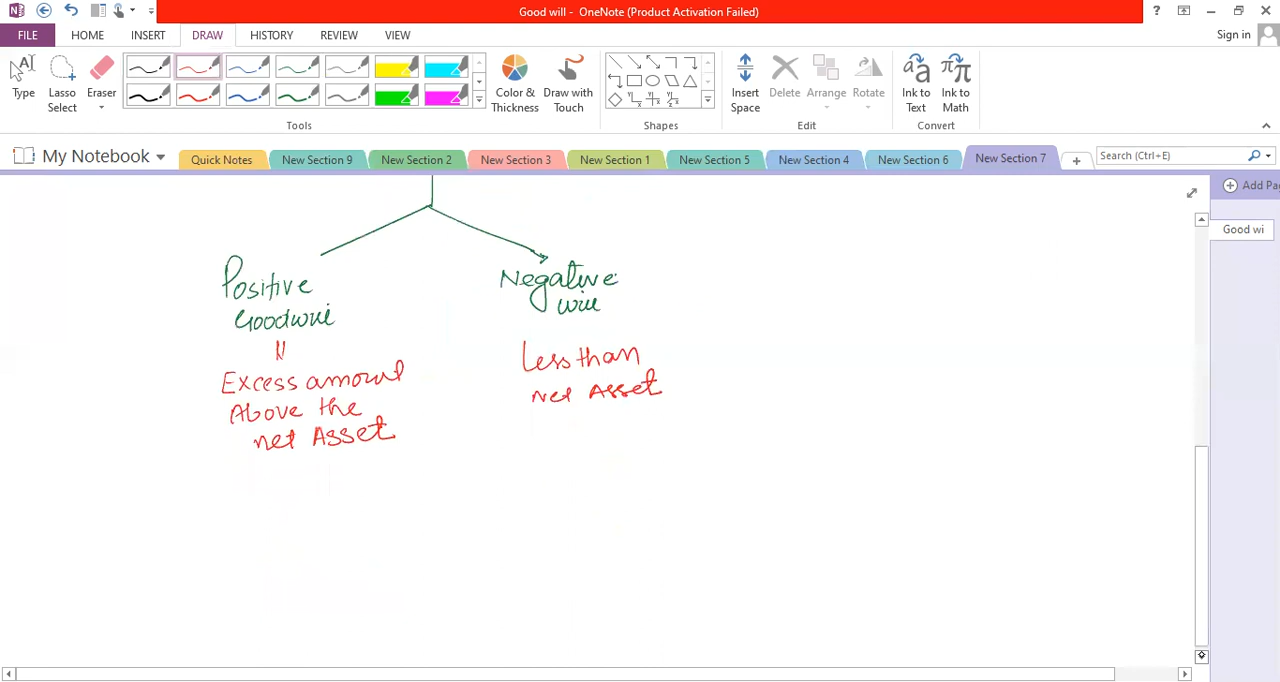 Good will - OneNote (Product Activation Failed)
FILE HOME INSERT DRAW HISTORY REVIEW VIEW Sign in
Type Lasso Select Eraser Color & Thickness Draw with Touch Insert Space Delete Arrange Rotate Ink to Text Ink to Math
Tools Shapes Edit Convert
My Notebook Quick Notes New Section 9 New Section 2 New Section 3 New Section 1 New Section 5 New Section 4 New Section 6 New Section 7 Search (Ctrl+E)
Add Pa
Good wi
Positive
Goodwill
Negative
will
Excess amount
Above the
net Asset
Less than
net Asset